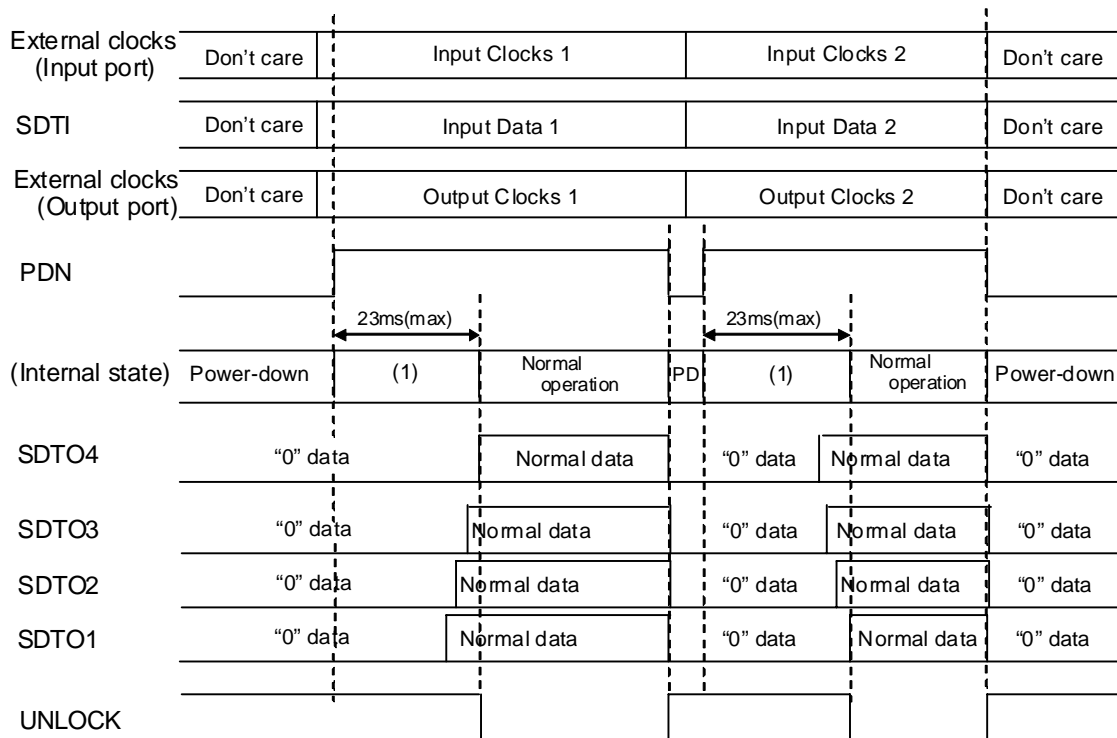 External clocks
(Input port)
Don't care
Input Clocks 1
Input Clocks 2
Don't care
SDTI
Don't care
Input Data 1
Input Data 2
Don't care
External clocks
(Output port)
Don't care
Output Clocks 1
Output Clocks 2
Don't care
PDN
23ms(max)
23ms(max)
(Internal state)
Power-down
(1)
Normal
operation
PD
(1)
Normal
operation
Power-down
SDTO4
“0” data
Normal data
“0” data
Normal data
“0” data
SDTO3
“0” data
Normal data
“0” data
Normal data
“0” data
SDTO2
“0” data
Normal data
“0” data
Normal data
“0” data
SDTO1
“0” data
Normal data
“0” data
Normal data
“0” data
UNLOCK